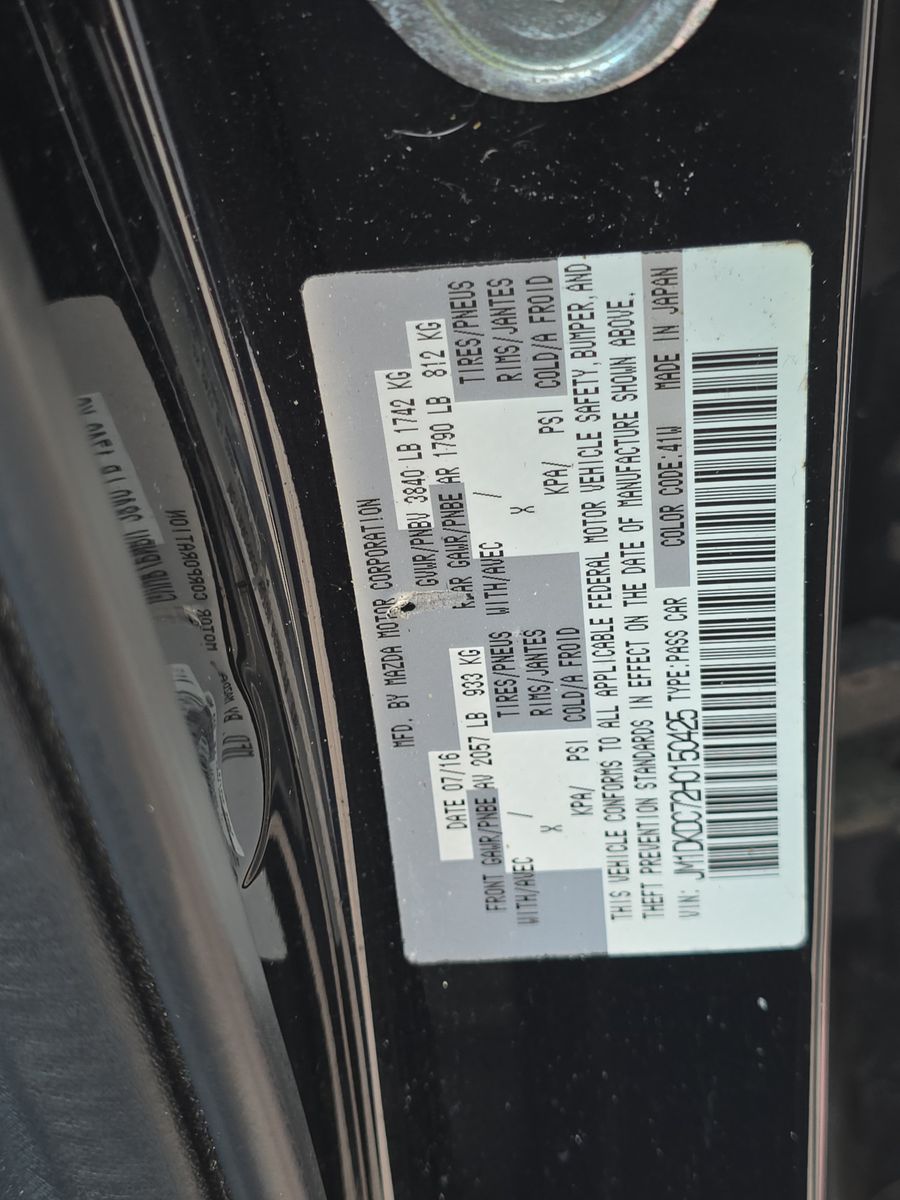 MFD. BY MAZDA MOTOR CORPORATION
DATE 07/16 GVWR/PNBV 3840 LB 1742 KG
FRONT GAWR/PNBE AV 2057 LB 933 KG REAR GAWR/PNBE AR 1790 LB 812 KG
WITH/AVEC / TIRES/PNEUS WITH/AVEC / TIRES/PNEUS
X RIMS/JANTES X RIMS/JANTES
KPA/ PSI COLD/A FROID KPA/ PSI COLD/A FROID
THIS VEHICLE CONFORMS TO ALL APPLICABLE FEDERAL MOTOR VEHICLE SAFETY, BUMPER, AND
THEFT PREVENTION STANDARDS IN EFFECT ON THE DATE OF MANUFACTURE SHOWN ABOVE.
VIN: JM1DKDC72H0150425 TYPE:PASS CAR COLOR CODE:41W MADE IN JAPAN